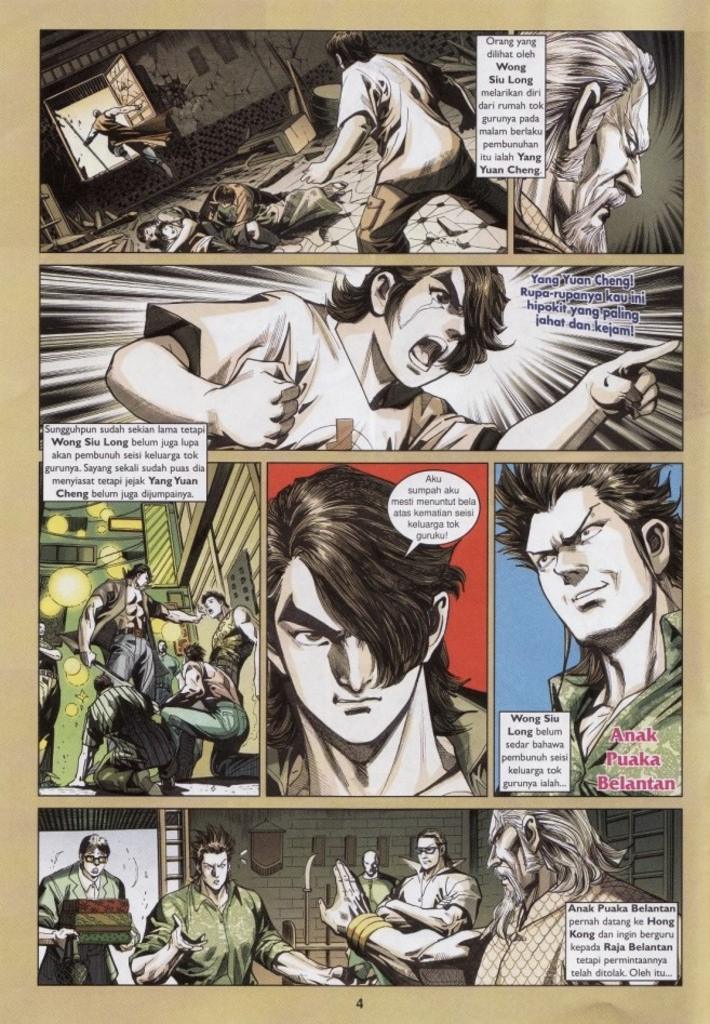 Orang yang
dilihat oleh
Wong
Siu Long
melarikan diri
dari rumah tok
gurunya pada
malam berlaku
pembunuhan
itu ialah Yang
Yuan Cheng.
Yang Yuan Cheng!
Rupa-rupanya kau ini
hipokit yang paling
jahat dan kejam!
Sungguhpun sudah sekian lama tetapi
Wong Siu Long belum juga lupa
akan pembunuh seisi keluarga tok
gurunya. Sayang sekali sudah puas dia
menyiasat tetapi jejak Yang Yuan
Cheng belum juga dijumpainya.
Aku
sumpah aku
mesti menuntut bela
atas kematian seisi
keluarga tok
guruku!
Wong Siu
Long belum
sedar bahawa
pembunuh seisi
keluarga tok
gurunya ialah...
Anak
Puaka
Belantan
Anak Puaka Belantan
pernah datang ke Hong
Kong dan ingin berguru
kepada Raja Belantan
tetapi permintaannya
telah ditolak. Oleh itu...
4